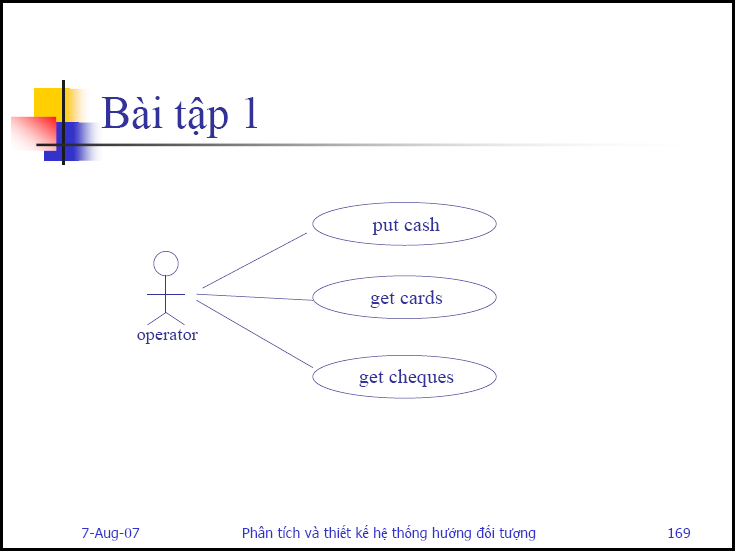 Bài tập 1
put cash
get cards
operator
get cheques
7-Aug-07
Phân tích và thiết kế hệ thống hướng đối tượng
169